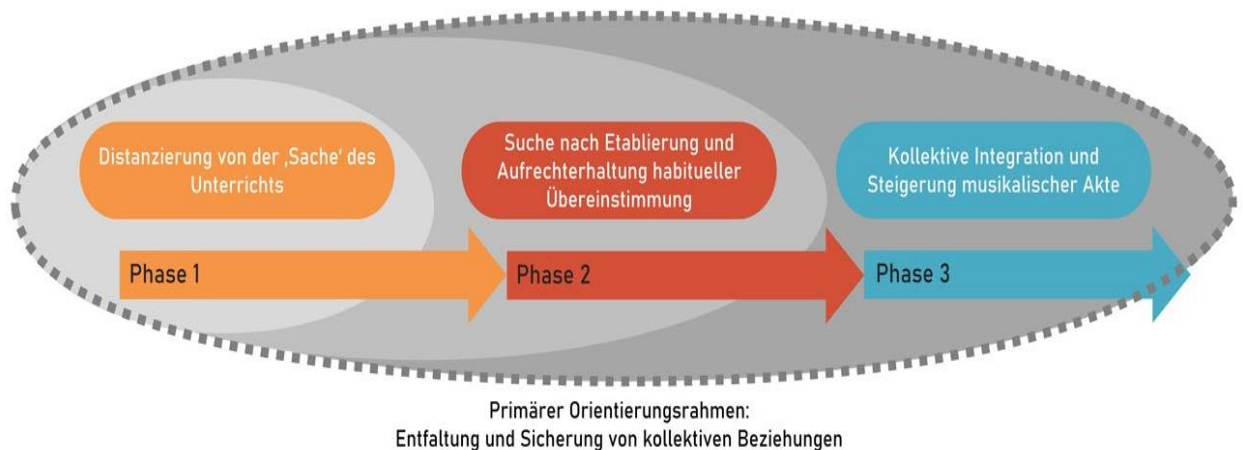 Distanzierung von der ‚Sache‘ des
Unterrichts
Suche nach Etablierung und
Aufrechterhaltung habitueller
Übereinstimmung
Kollektive Integration und
Steigerung musikalischer Akte
Phase 1
Phase 2
Phase 3
Primärer Orientierungsrahmen:
Entfaltung und Sicherung von kollektiven Beziehungen